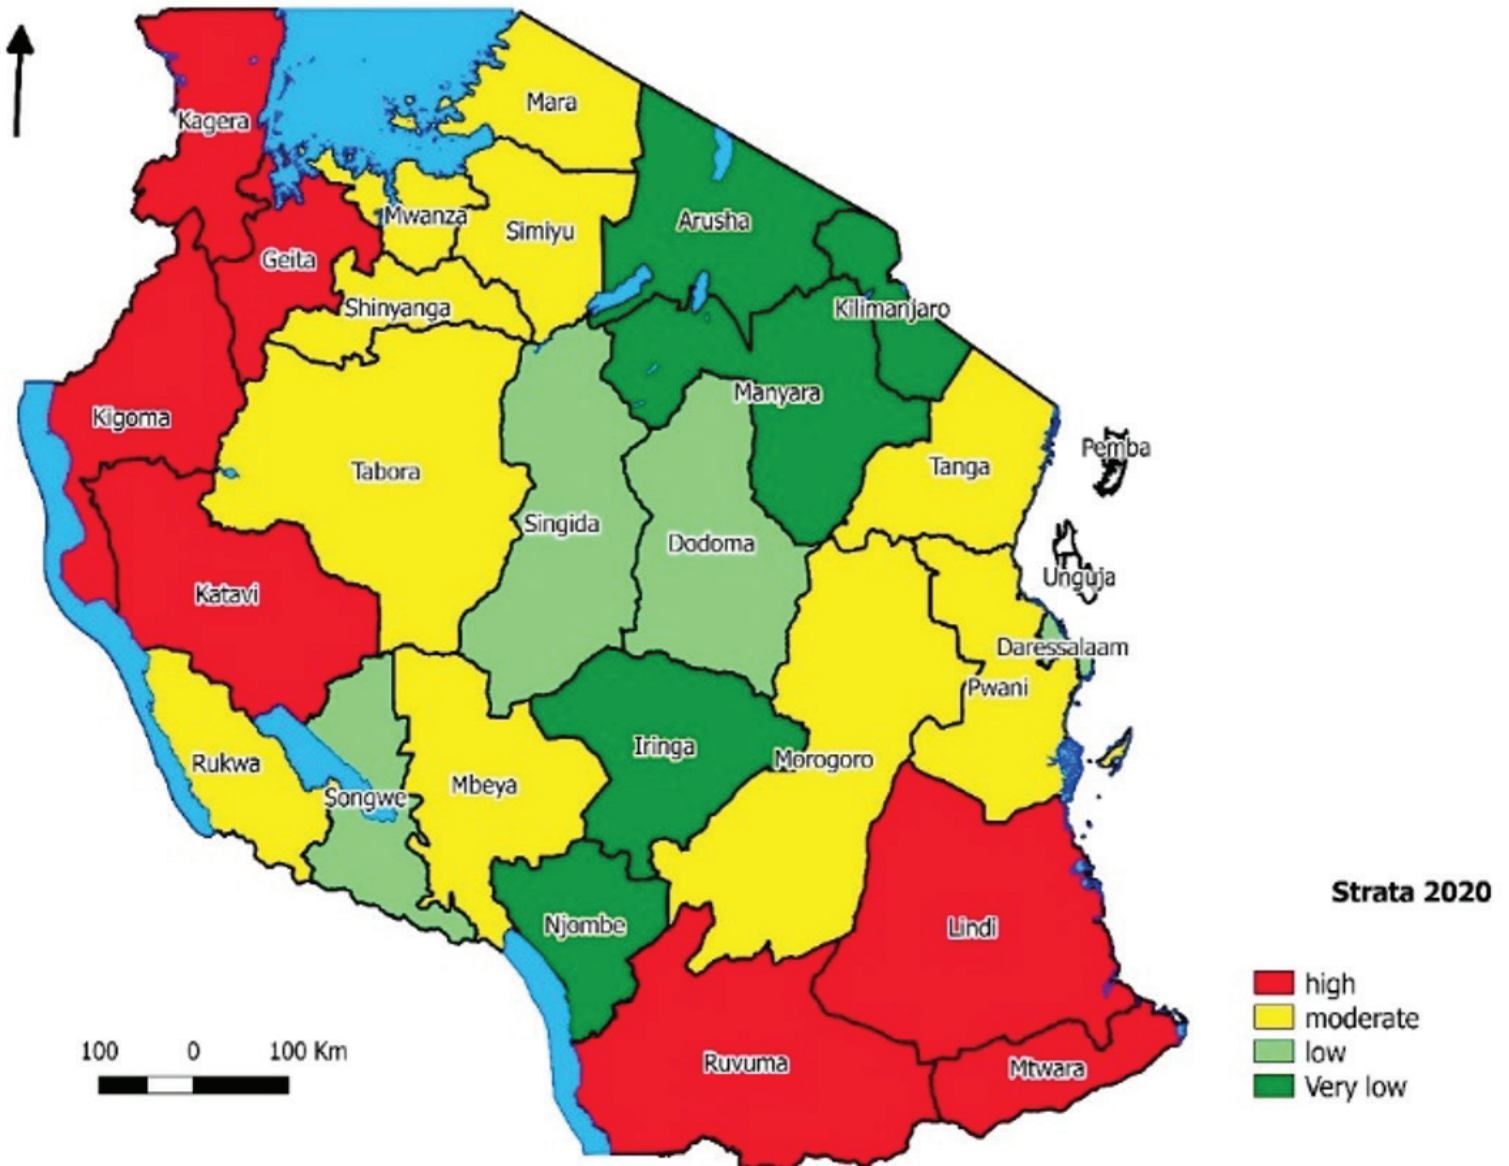 Mara
Kagera
Mwanza
Simiyu
Arusha
Geita
Shinyanga
Kilimanjaro
Kigoma
Manyara
Tabora
Tanga
Pemba
Singida
Dodoma
Unguja
Katavi
Daressalaam
Pwani
Rukwa
Iringa
Morogoro
Mbeya
Songwe
Njombe
Lindi
Ruvuma
Mtwara
Strata 2020
high
moderate
low
Very low
100 0 100 Km